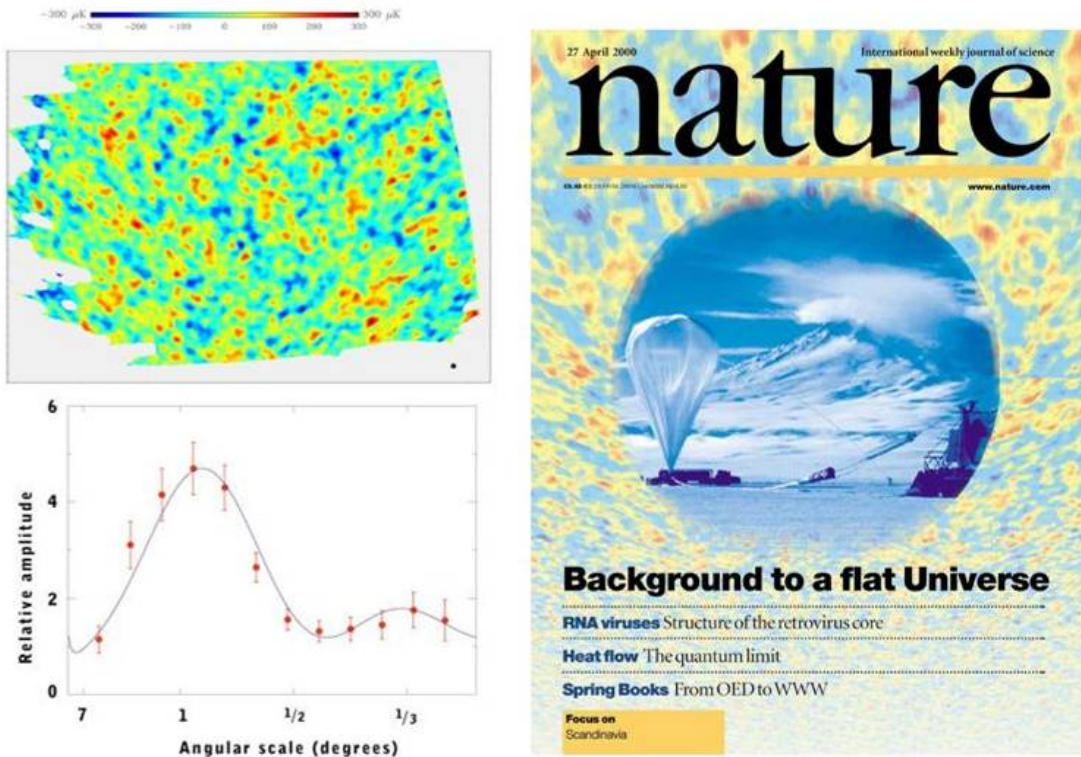 −300 μK 300 μK
−300 −200 −100 0 100 200 300
6
4
2
0
Relative amplitude
7 1 1/2 1/3
Angular scale (degrees)
27 April 2000 International weekly journal of science
nature
www.nature.com
Background to a flat Universe
RNA viruses Structure of the retrovirus core
Heat flow The quantum limit
Spring Books From OED to WWW
Focus on
Scandinavia